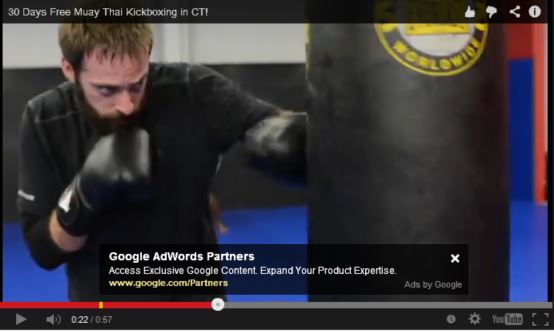 30 Days Free Muay Thai Kickboxing in CT!
WORLDWIDE
Google AdWords Partners
Access Exclusive Google Content. Expand Your Product Expertise.
www.google.com/Partners
Ads by Google
0:22 / 0:57
YouTube